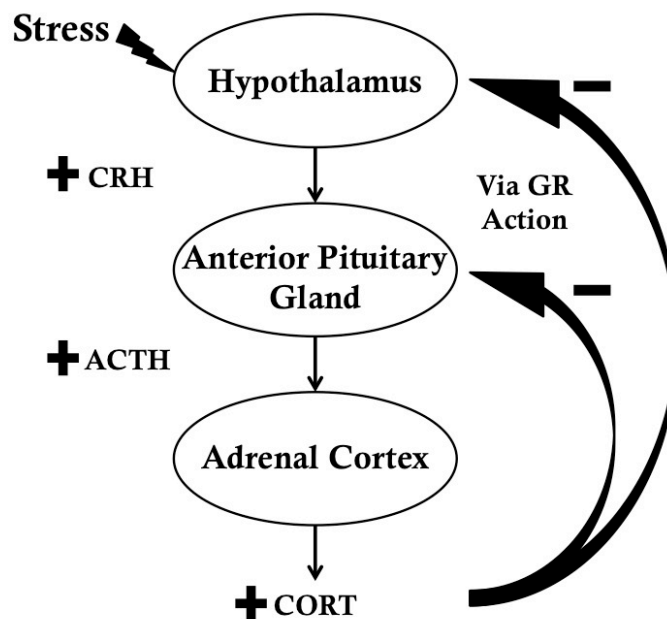 Stress
Hypothalamus
+ CRH
Via GR
Action
Anterior Pituitary
Gland
+ ACTH
Adrenal Cortex
+ CORT